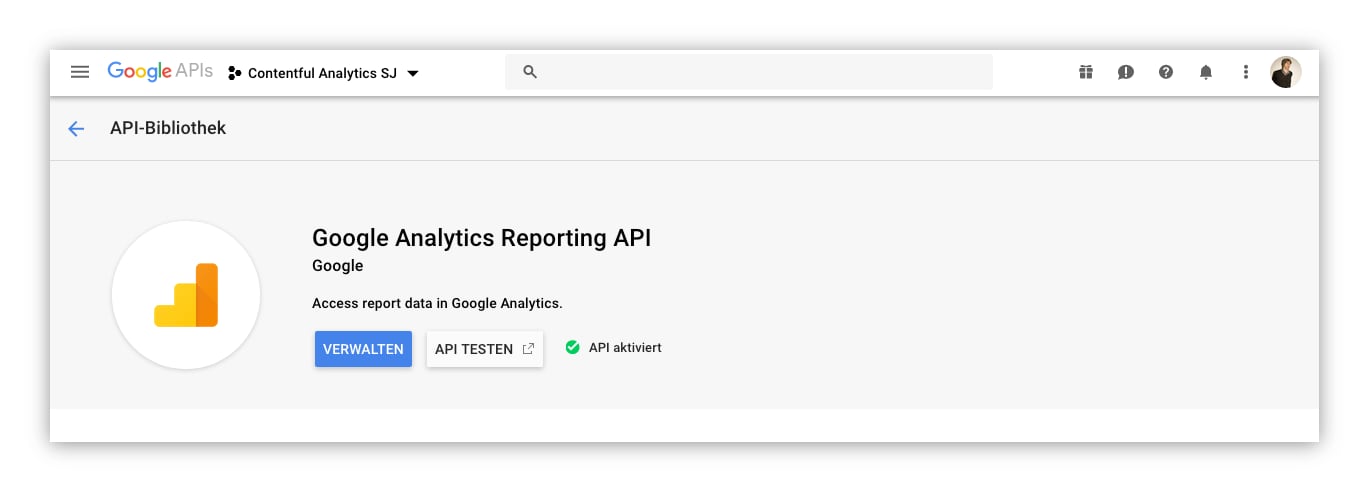 Google APIs Contentful Analytics SJ
API-Bibliothek
Google Analytics Reporting API
Google
Access report data in Google Analytics.
VERWALTEN API TESTEN API aktiviert